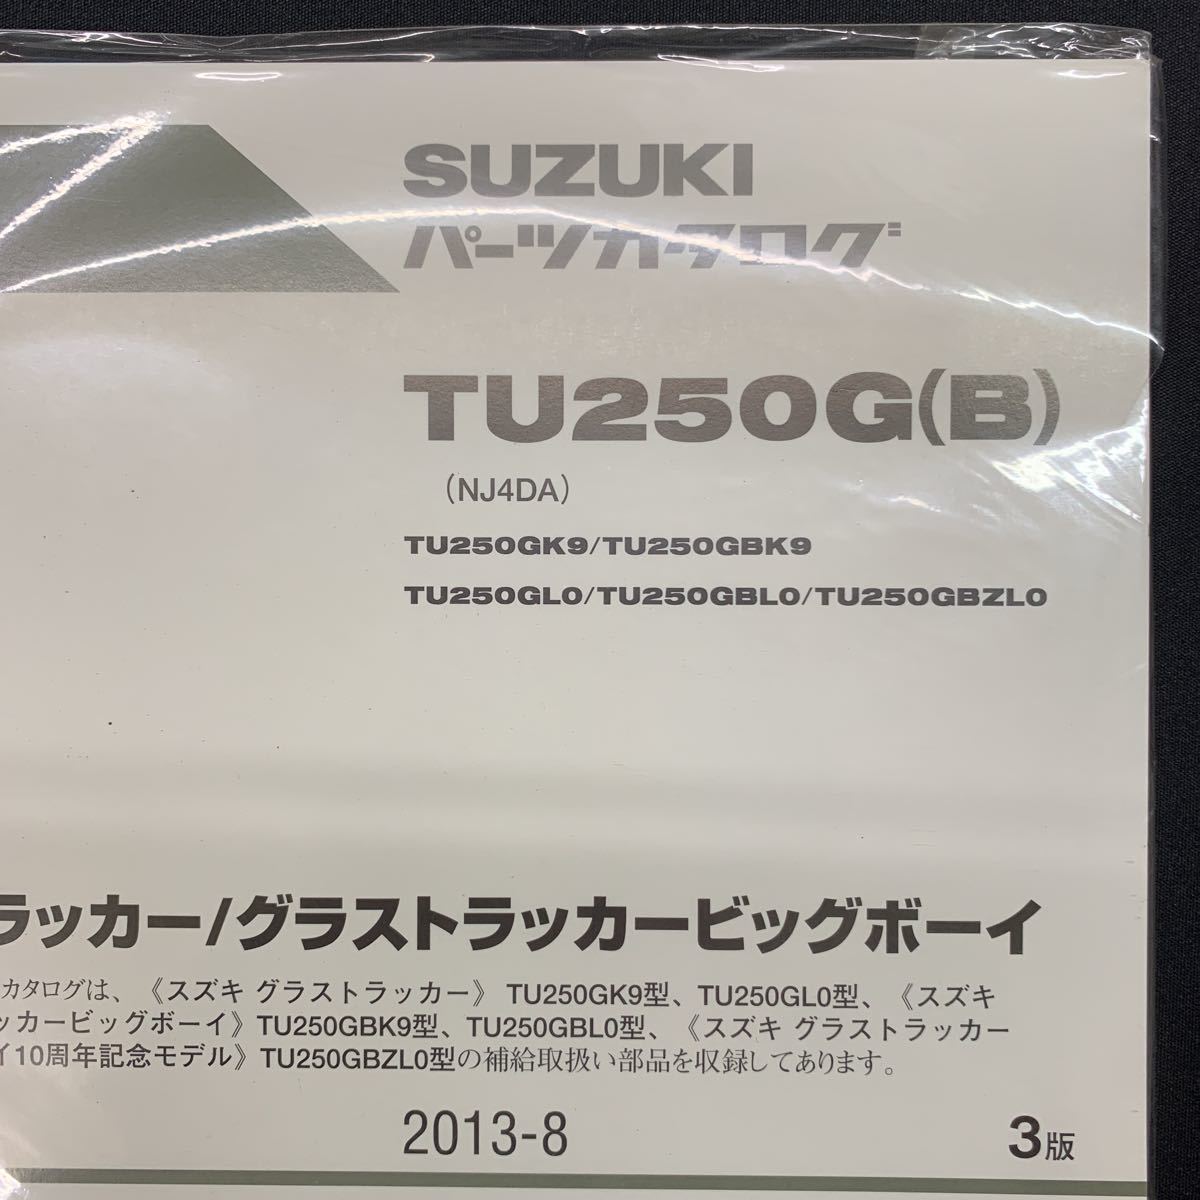 SUZUKI
パーツカタログ
TU250G(B)
（NJ4DA）
TU250GK9/TU250GBK9
TU250GL0/TU250GBL0/TU250GBZL0
ラッカー/グラストラッカービッグボーイ
カタログは、《スズキ グラストラッカー》 TU250GK9型、TU250GL0型、《スズキ
ッカービッグボーイ》TU250GBK9型、TU250GBL0型、《スズキ グラストラッカー
イ10周年記念モデル》TU250GBZL0型の補給取扱い部品を収録してあります。
2013-8
3版